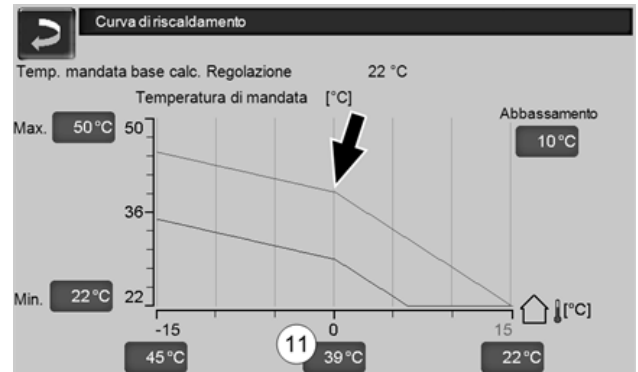 Curva di riscaldamento
Temp. mandata base calc. Regolazione 22 °C
Temperatura di mandata [°C]
Abbassamento
Max. 50°C 50
10°C
36
Min. 22°C 22
[°C]
-15 0 15
11
45°C 39°C 22°C